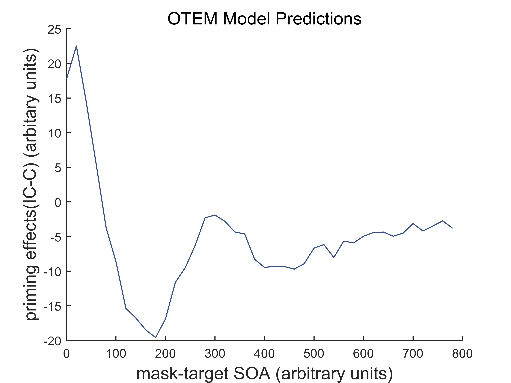 OTEM Model Predictions
priming effects(IC-C) (arbitary units)
25
20
15
10
5
0
-5
-10
-15
-20
0 100 200 300 400 500 600 700 800
mask-target SOA (arbitrary units)